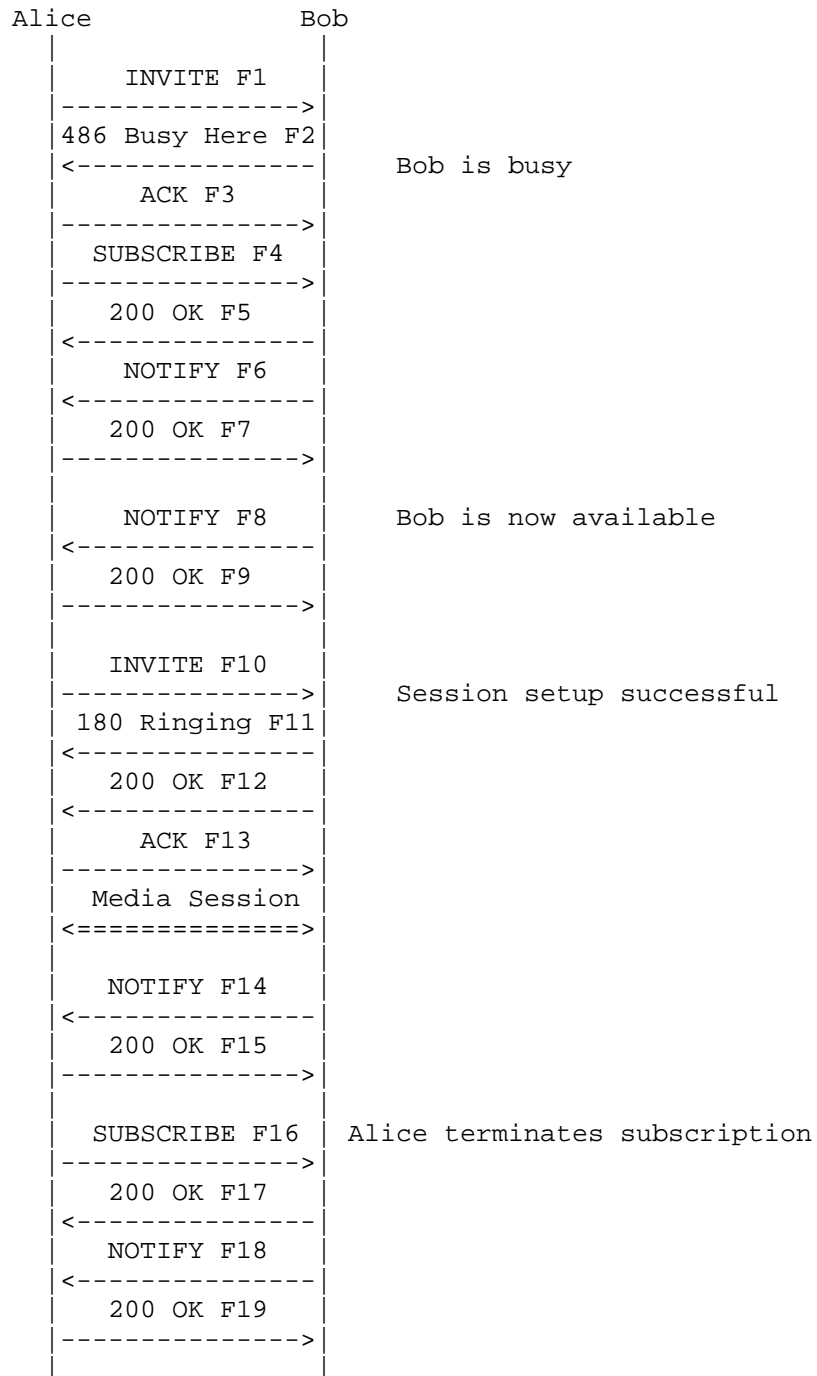 Alice Bob
INVITE F1
486 Busy Here F2
Bob is busy
ACK F3
SUBSCRIBE F4
200 OK F5
NOTIFY F6
200 OK F7
NOTIFY F8 Bob is now available
200 OK F9
INVITE F10
Session setup successful
180 Ringing F11
200 OK F12
ACK F13
Media Session
NOTIFY F14
200 OK F15
SUBSCRIBE F16 Alice terminates subscription
200 OK F17
NOTIFY F18
200 OK F19